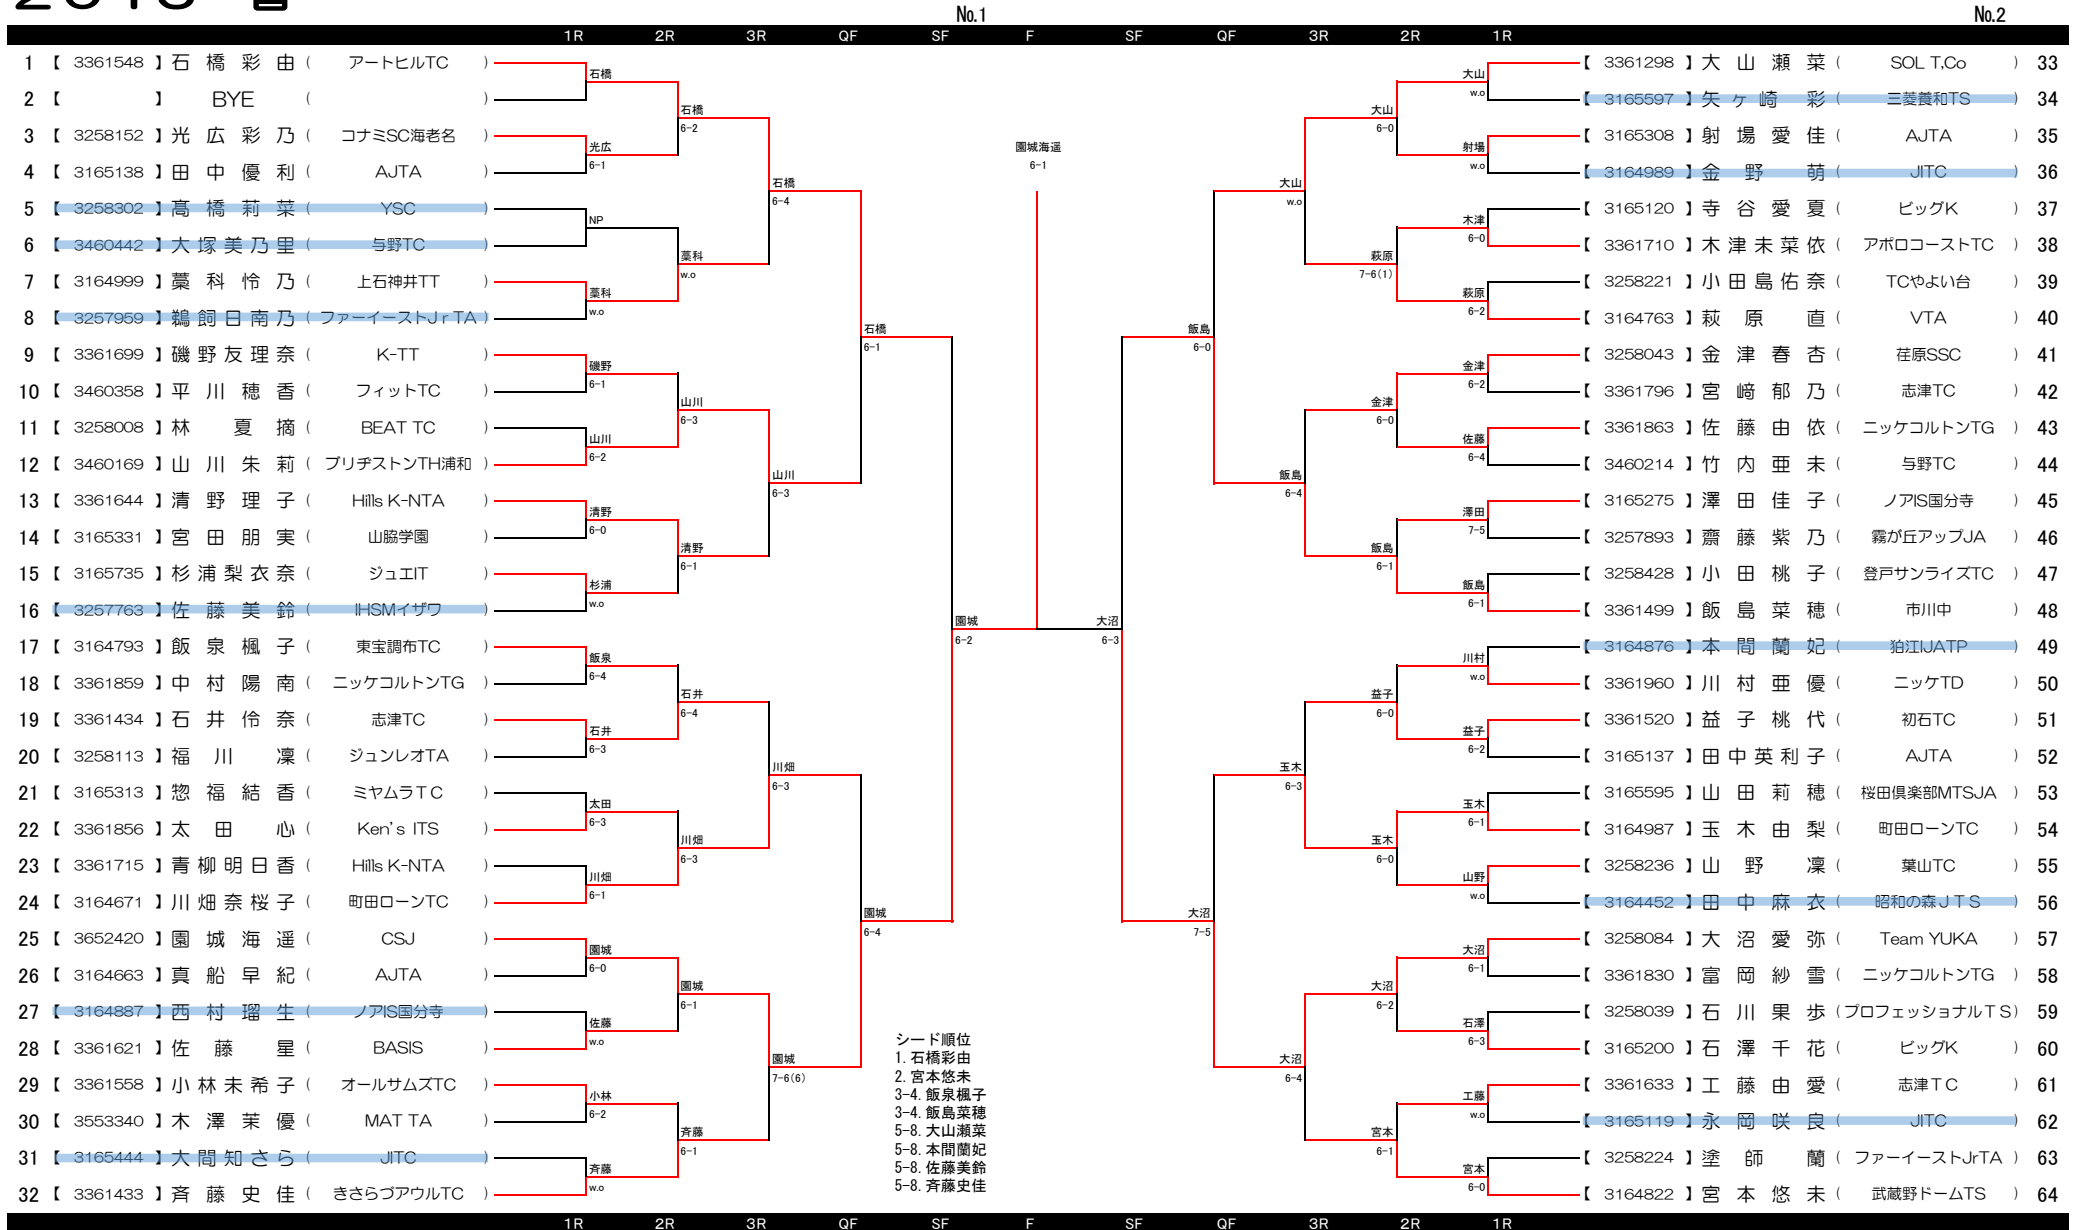 No.1 No.2
1R 2R 3R QF SF F SF QF 3R 2R 1R
1 【 3361548 】 石橋彩由 ( アートヒルTC )
2 【 】 BYE ( )
3 【 3258152 】 光広彩乃 ( コナミSC海老名 )
4 【 3165138 】 田中優利 ( AJTA )
5 【 3258302 】 髙橋莉菜 ( YSC )
6 【 3460442 】 大塚美乃里 ( 与野TC )
7 【 3164999 】 藁科怜乃 ( 上石神井TT )
8 【 3257959 】 鵜飼日南乃 ( ファーイーストJrTA )
9 【 3361699 】 磯野友理奈 ( K-TT )
10 【 3460358 】 平川穂香 ( フィットTC )
11 【 3258008 】 林夏摘 ( BEAT TC )
12 【 3460169 】 山川朱莉 ( ブリヂストンTH浦和 )
13 【 3361644 】 清野理子 ( Hills K-NTA )
14 【 3165331 】 宮田朋実 ( 山脇学園 )
15 【 3165735 】 杉浦梨衣奈 ( ジュエIT )
16 【 3257763 】 佐藤美鈴 ( IHSMイザワ )
17 【 3164793 】 飯泉楓子 ( 東宝調布TC )
18 【 3361859 】 中村陽南 ( ニッケコルトンTG )
19 【 3361434 】 石井伶奈 ( 志津TC )
20 【 3258113 】 福川凜 ( ジュンレオTA )
21 【 3165313 】 惣福結香 ( ミヤムラTC )
22 【 3361856 】 太田心 ( Ken's ITS )
23 【 3361715 】 青柳明日香 ( Hills K-NTA )
24 【 3164671 】 川畑奈桜子 ( 町田ローンTC )
25 【 3652420 】 園城海遥 ( CSJ )
26 【 3164663 】 真船早紀 ( AJTA )
27 【 3164887 】 西村瑠生 ( ノアIS国分寺 )
28 【 3361621 】 佐藤星 ( BASIS )
29 【 3361558 】 小林未希子 ( オールサムズTC )
30 【 3553340 】 木澤茉優 ( MAT TA )
31 【 3165444 】 大間知さら ( JITC )
32 【 3361433 】 斉藤史佳 ( きさらづアウルTC )
石橋
光広
6-1
NP
藁科
w.o
磯野
6-1
山川
6-2
清野
6-0
杉浦
w.o
飯泉
6-4
石井
6-3
太田
6-3
川畑
6-1
園城
6-0
佐藤
w.o
小林
6-2
斉藤
w.o
石橋
6-2
藁科
w.o
山川
6-3
清野
6-1
石井
6-4
川畑
6-3
園城
6-1
斉藤
6-1
石橋
6-4
山川
6-3
川畑
6-3
園城
7-6(6)
石橋
6-1
園城
6-4
園城
6-2
園城海遥
6-1
大沼
6-3
飯島
6-0
大沼
7-5
大山
w.o
飯島
6-4
玉木
6-3
大沼
6-4
大山
6-0
萩原
7-6(1)
金津
6-0
飯島
6-1
益子
6-0
玉木
6-0
大沼
6-2
宮本
6-1
大山
w.o
射場
w.o
木津
6-0
萩原
6-2
金津
6-2
佐藤
6-4
澤田
7-5
飯島
6-1
川村
w.o
益子
6-2
玉木
6-1
山野
w.o
大沼
6-1
石澤
6-3
工藤
w.o
宮本
6-0
シード順位
1. 石橋彩由
2. 宮本悠未
3-4. 飯泉楓子
3-4. 飯島菜穂
5-8. 大山瀬菜
5-8. 本間蘭妃
5-8. 佐藤美鈴
5-8. 斉藤史佳
【 3361298 】 大山瀬菜 ( SOL T,Co ) 33
【 3165597 】 矢ヶ崎彩 ( 三菱養和TS ) 34
【 3165308 】 射場愛佳 ( AJTA ) 35
【 3164989 】 金野萌 ( JITC ) 36
【 3165120 】 寺谷愛夏 ( ビッグK ) 37
【 3361710 】 木津未菜依 ( アポロコーストTC ) 38
【 3258221 】 小田島佑奈 ( TCやよい台 ) 39
【 3164763 】 萩原直 ( VTA ) 40
【 3258043 】 金津春杏 ( 荏原SSC ) 41
【 3361796 】 宮﨑郁乃 ( 志津TC ) 42
【 3361863 】 佐藤由依 ( ニッケコルトンTG ) 43
【 3460214 】 竹内亜未 ( 与野TC ) 44
【 3165275 】 澤田佳子 ( ノアIS国分寺 ) 45
【 3257893 】 齋藤紫乃 ( 霧が丘アップJA ) 46
【 3258428 】 小田桃子 ( 登戸サンライズTC ) 47
【 3361499 】 飯島菜穂 ( 市川中 ) 48
【 3164876 】 本間蘭妃 ( 狛江IJATP ) 49
【 3361960 】 川村亜優 ( ニッケTD ) 50
【 3361520 】 益子桃代 ( 初石TC ) 51
【 3165137 】 田中英利子 ( AJTA ) 52
【 3165595 】 山田莉穂 ( 桜田倶楽部MTSJA ) 53
【 3164987 】 玉木由梨 ( 町田ローンTC ) 54
【 3258236 】 山野凜 ( 葉山TC ) 55
【 3164452 】 田中麻衣 ( 昭和の森JTS ) 56
【 3258084 】 大沼愛弥 ( Team YUKA ) 57
【 3361830 】 富岡紗雪 ( ニッケコルトンTG ) 58
【 3258039 】 石川果歩 ( プロフェッショナルTS ) 59
【 3165200 】 石澤千花 ( ビッグK ) 60
【 3361633 】 工藤由愛 ( 志津TC ) 61
【 3165119 】 永岡咲良 ( JITC ) 62
【 3258224 】 塗師蘭 ( ファーイーストJrTA ) 63
【 3164822 】 宮本悠未 ( 武蔵野ドームTS ) 64
1R 2R 3R QF SF F SF QF 3R 2R 1R